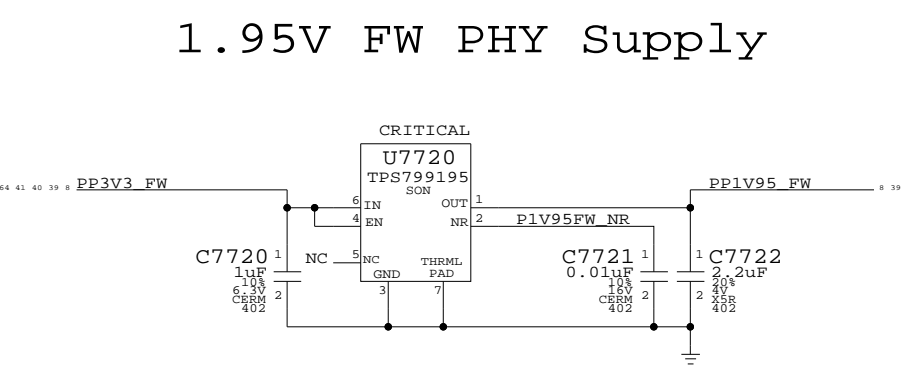 1.95V FW PHY Supply
CRITICAL
U7720
TPS799195
SON
64 41 40 39 8 PP3V3_FW
PP1V95_FW 8 39
6 IN OUT 1
4 EN NR 2 P1V95FW_NR
NC 5 NC
GND THRML PAD
3 7
C7720 1
1uF
10%
6.3V 2
CERM
402
C7721 1
0.01uF
10%
16V 2
CERM
402
1 C7722
2.2uF
20%
2 4V
X5R
402